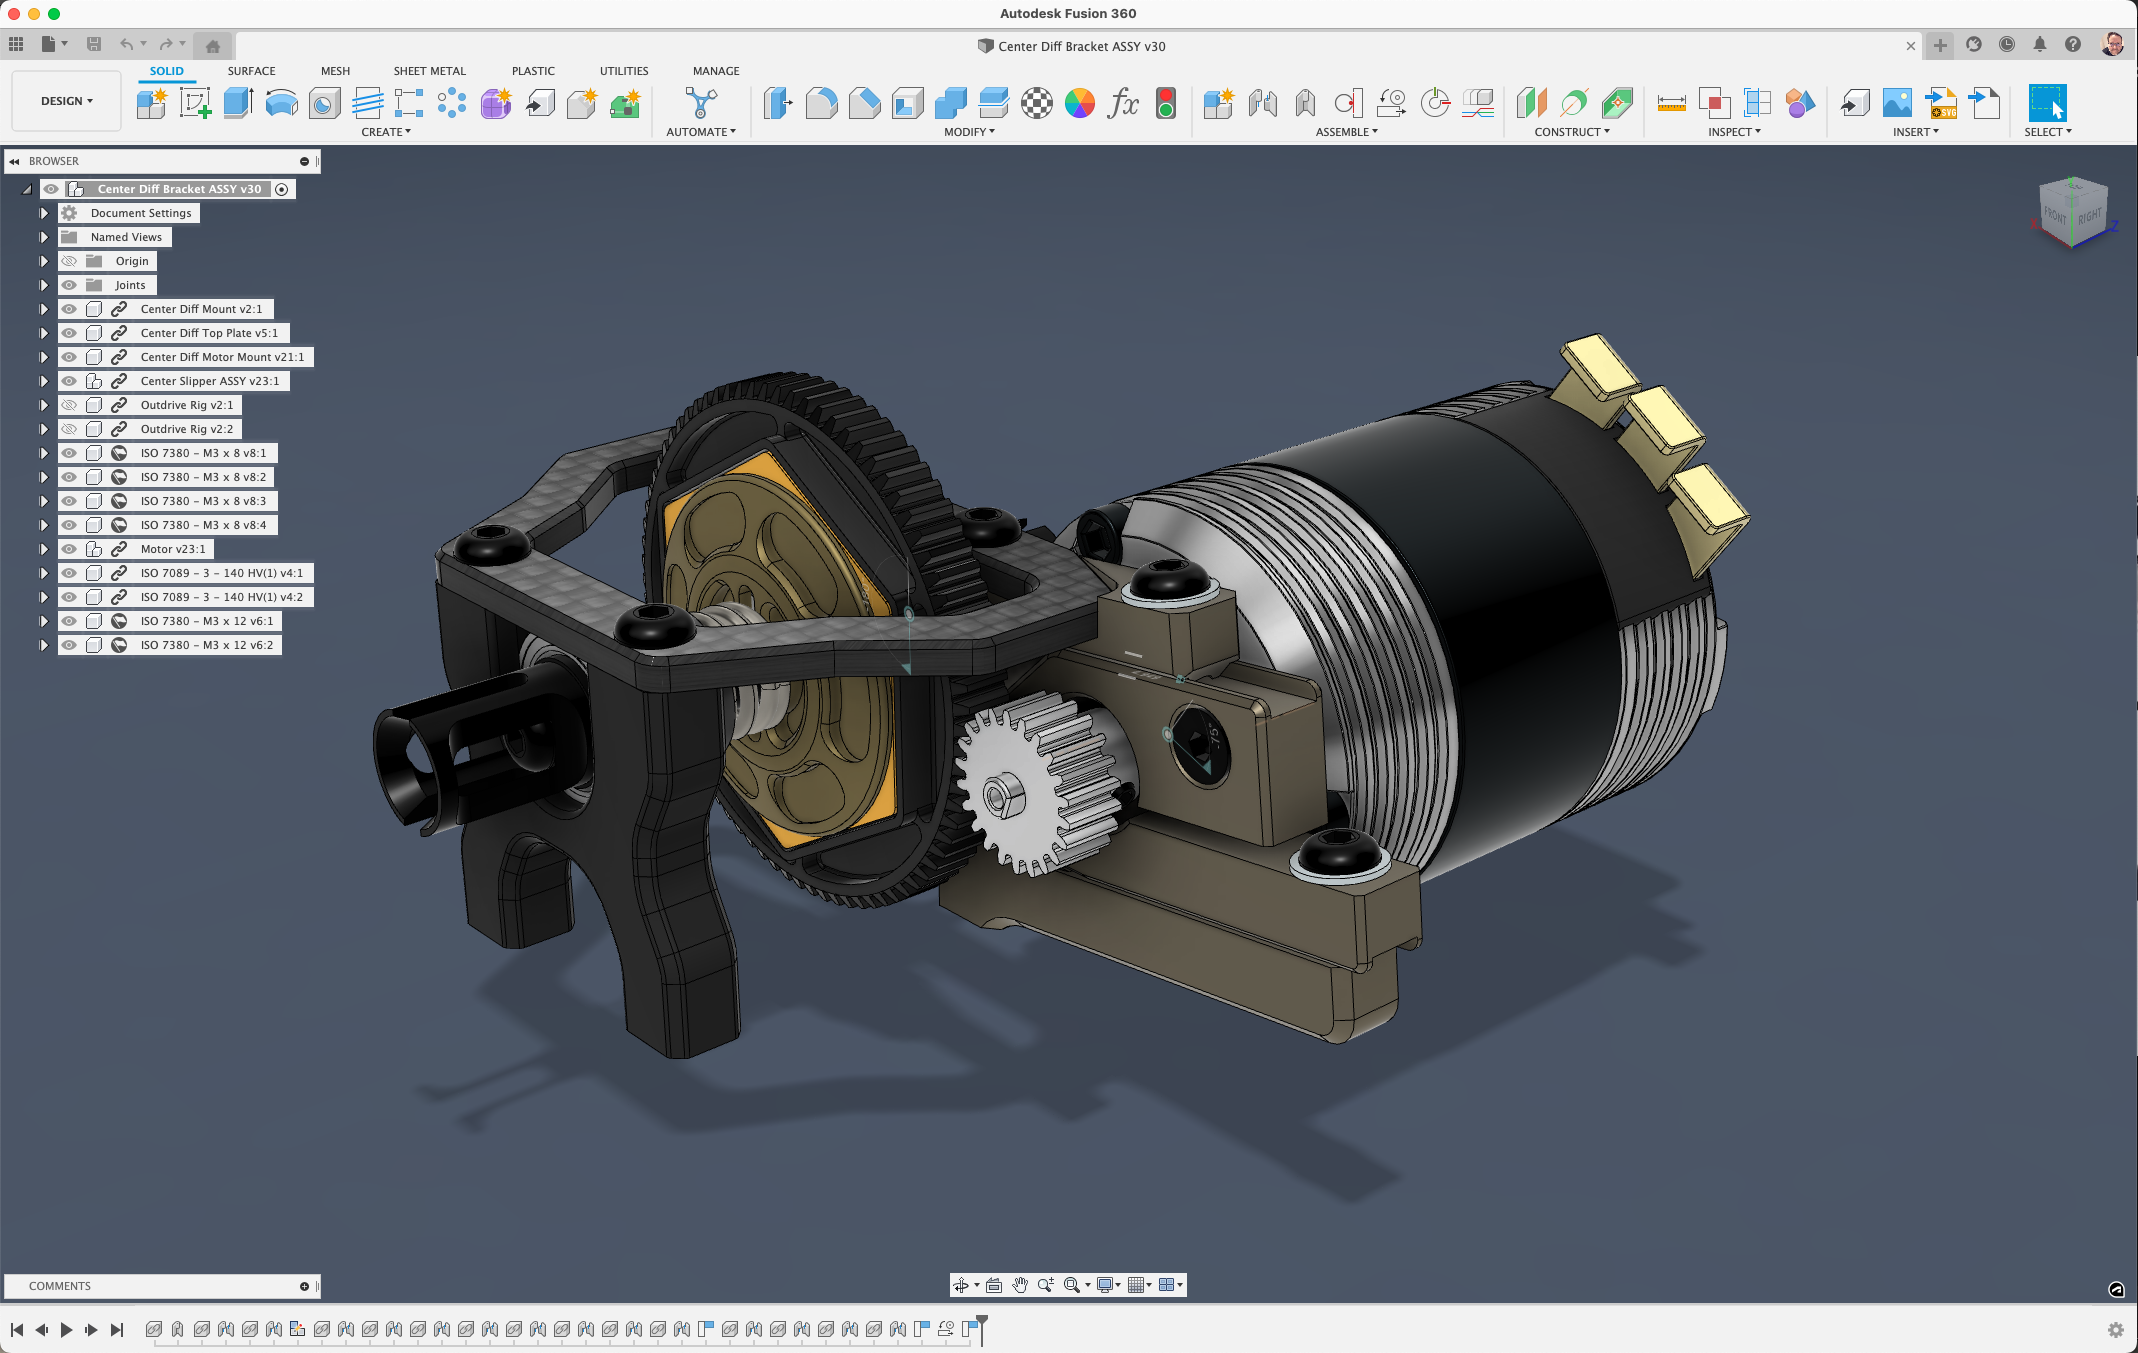 Autodesk Fusion 360
Center Diff Bracket ASSY v30
SOLID SURFACE MESH SHEET METAL PLASTIC UTILITIES MANAGE
DESIGN
CREATE AUTOMATE MODIFY ASSEMBLE CONSTRUCT INSPECT INSERT SELECT
fx
SVG
BROWSER
Center Diff Bracket ASSY v30
Document Settings
Named Views
Origin
Joints
Center Diff Mount v2:1
Center Diff Top Plate v5:1
Center Diff Motor Mount v21:1
Center Slipper ASSY v23:1
Outdrive Rig v2:1
Outdrive Rig v2:2
ISO 7380 - M3 x 8 v8:1
ISO 7380 - M3 x 8 v8:2
ISO 7380 - M3 x 8 v8:3
ISO 7380 - M3 x 8 v8:4
Motor v23:1
ISO 7089 - 3 - 140 HV(1) v4:1
ISO 7089 - 3 - 140 HV(1) v4:2
ISO 7380 - M3 x 12 v6:1
ISO 7380 - M3 x 12 v6:2
FRONT RIGHT
Z
-75°
COMMENTS